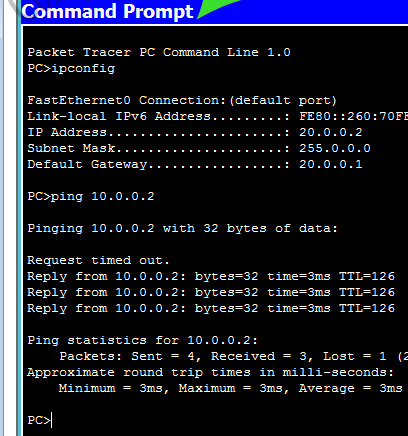 Command Prompt
Packet Tracer PC Command Line 1.0
PC>ipconfig
FastEthernet0 Connection:(default port)
Link-local IPv6 Address.........: FE80::260:70FE
IP Address......................: 20.0.0.2
Subnet Mask.....................: 255.0.0.0
Default Gateway.................: 20.0.0.1
PC>ping 10.0.0.2
Pinging 10.0.0.2 with 32 bytes of data:
Request timed out.
Reply from 10.0.0.2: bytes=32 time=3ms TTL=126
Reply from 10.0.0.2: bytes=32 time=3ms TTL=126
Reply from 10.0.0.2: bytes=32 time=3ms TTL=126
Ping statistics for 10.0.0.2:
Packets: Sent = 4, Received = 3, Lost = 1 (2
Approximate round trip times in milli-seconds:
Minimum = 3ms, Maximum = 3ms, Average = 3ms
PC>